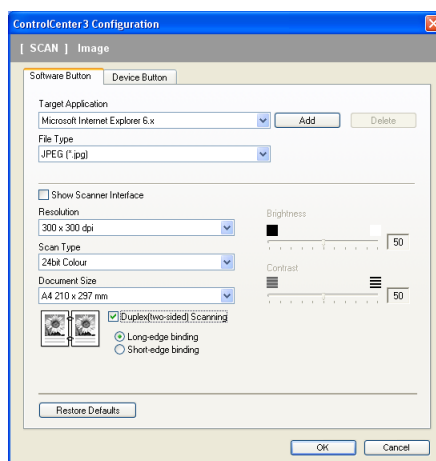 ControlCenter3 Configuration
[ SCAN ] Image
Software Button
Device Button
Target Application
Microsoft Internet Explorer 6.x
Add
Delete
File Type
JPEG (*.jpg)
Show Scanner Interface
Resolution
300 x 300 dpi
Brightness
50
Scan Type
24bit Colour
Contrast
50
Document Size
A4 210 x 297 mm
Duplex(two-sided) Scanning
Long-edge binding
Short-edge binding
Restore Defaults
OK
Cancel